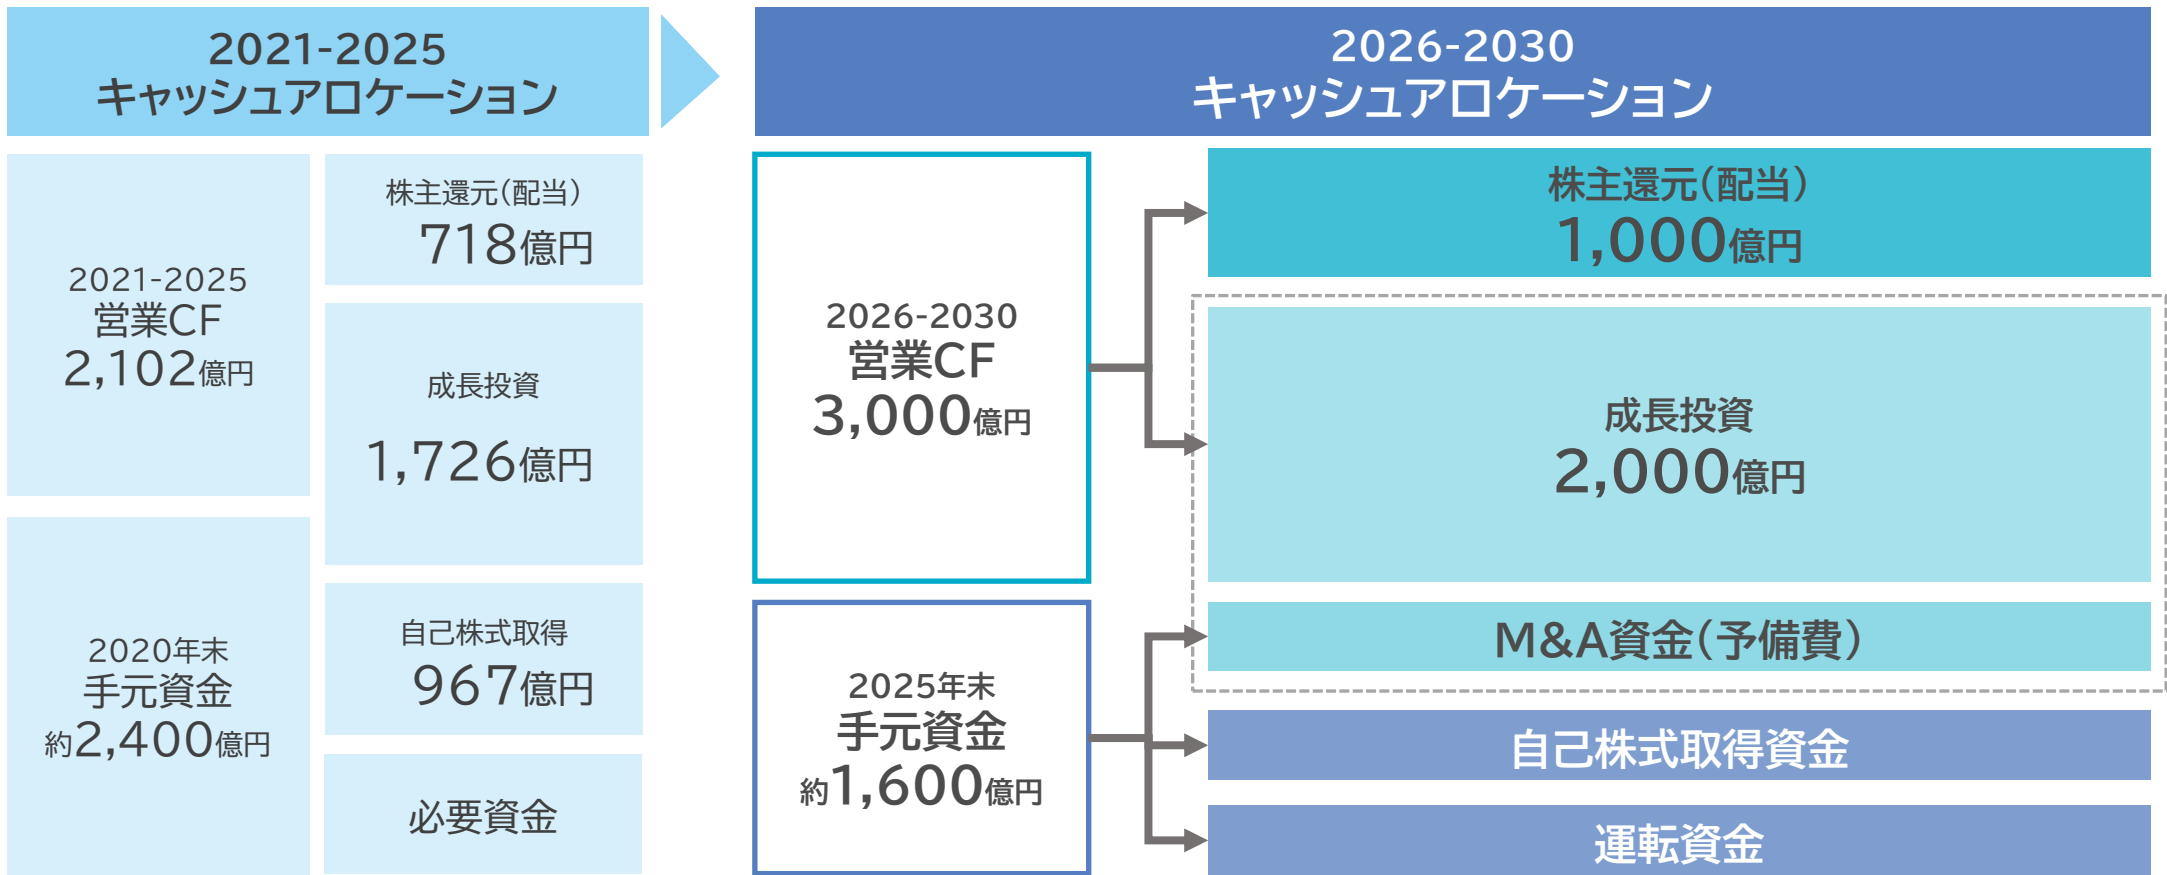 2021-2025
キャッシュアロケーション
2021-2025
営業CF
2,102億円
2020年末
手元資金
約2,400億円
株主還元(配当)
718億円
成長投資
1,726億円
自己株式取得
967億円
必要資金
2026-2030
キャッシュアロケーション
2026-2030
営業CF
3,000億円
2025年末
手元資金
約1,600億円
株主還元(配当)
1,000億円
成長投資
2,000億円
M&A資金(予備費)
自己株式取得資金
運転資金